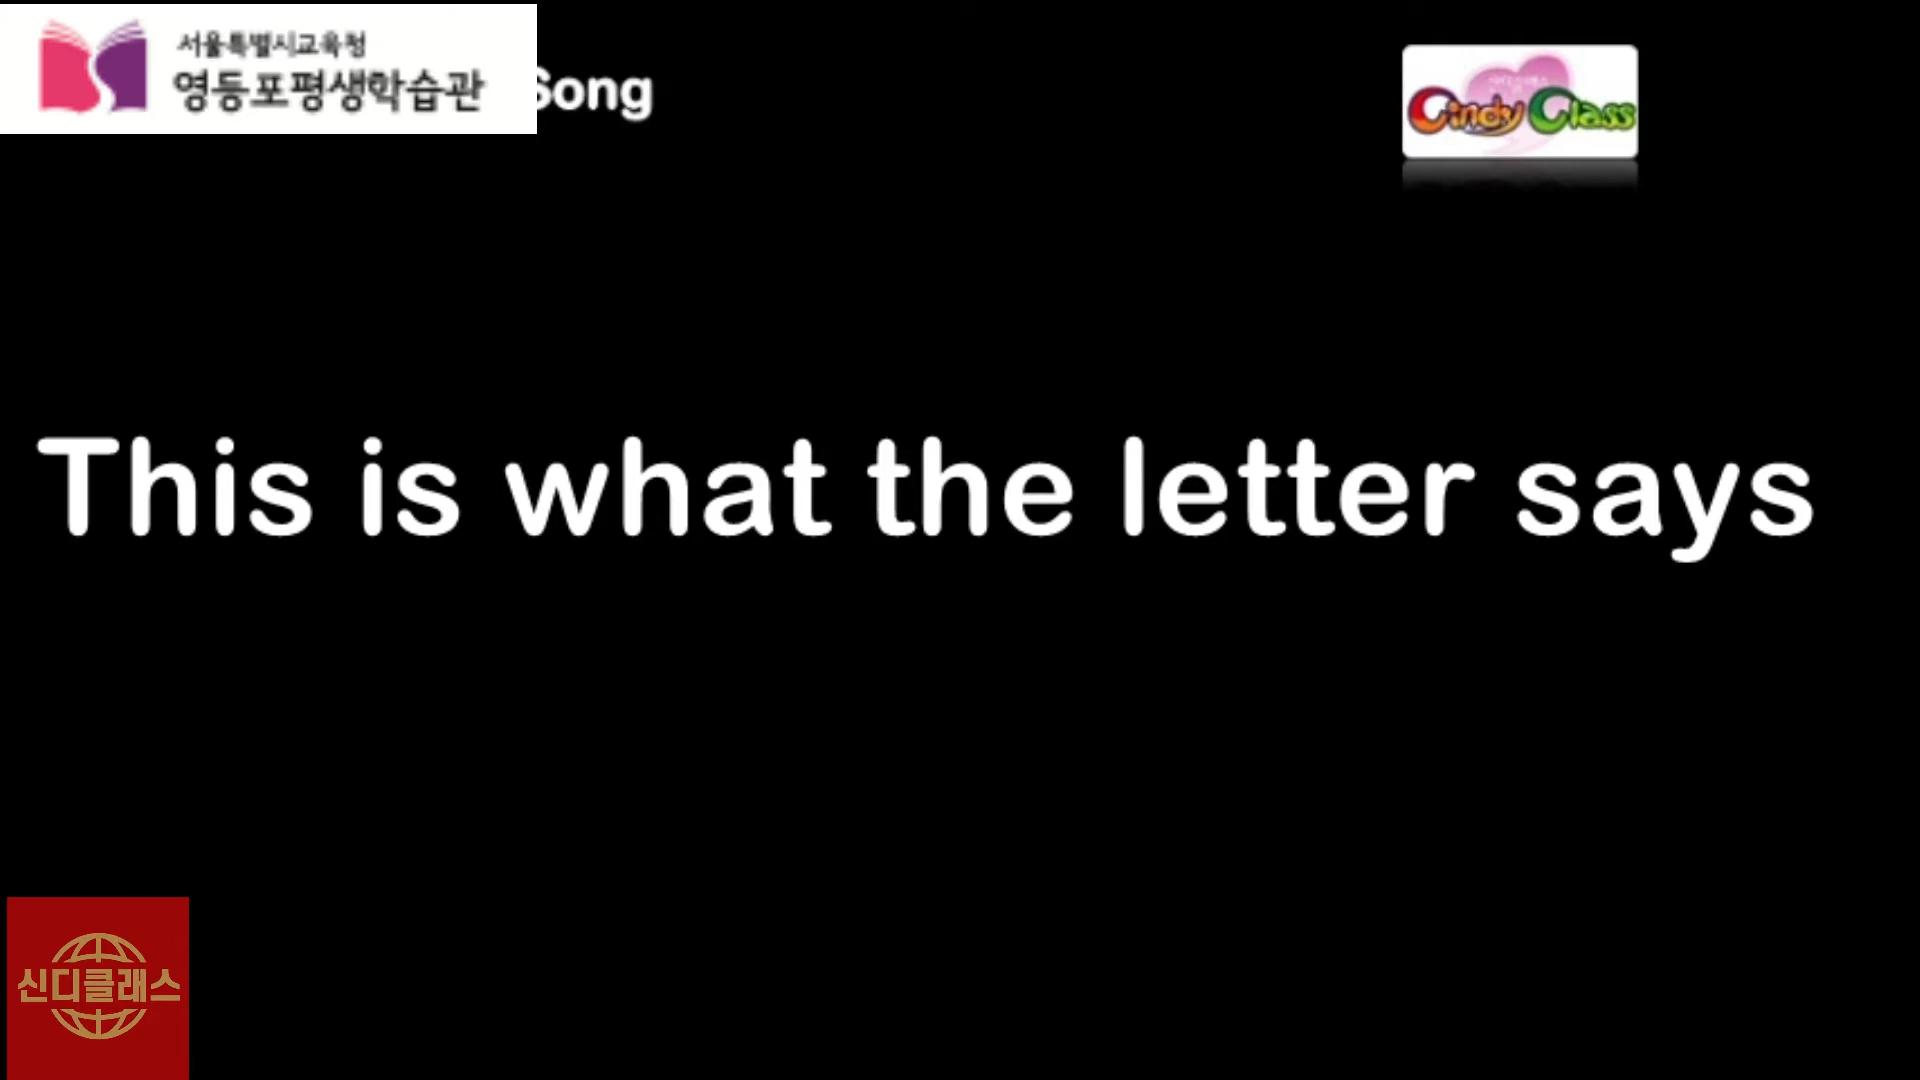 서울특별시교육청
영등포평생학습관
Song
Cindy Class
This is what the letter says
신디클래스